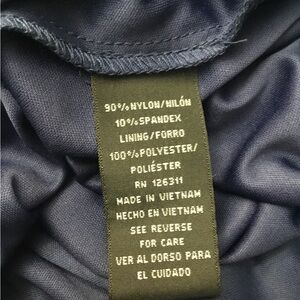 90% NYLON/NILÓN
10% SPANDEX
LINING/FORRO
100% POLYESTER/
POLIÉSTER
RN 126311
MADE IN VIETNAM
HECHO EN VIETNAM
SEE REVERSE
FOR CARE
VER AL DORSO PARA
EL CUIDADO